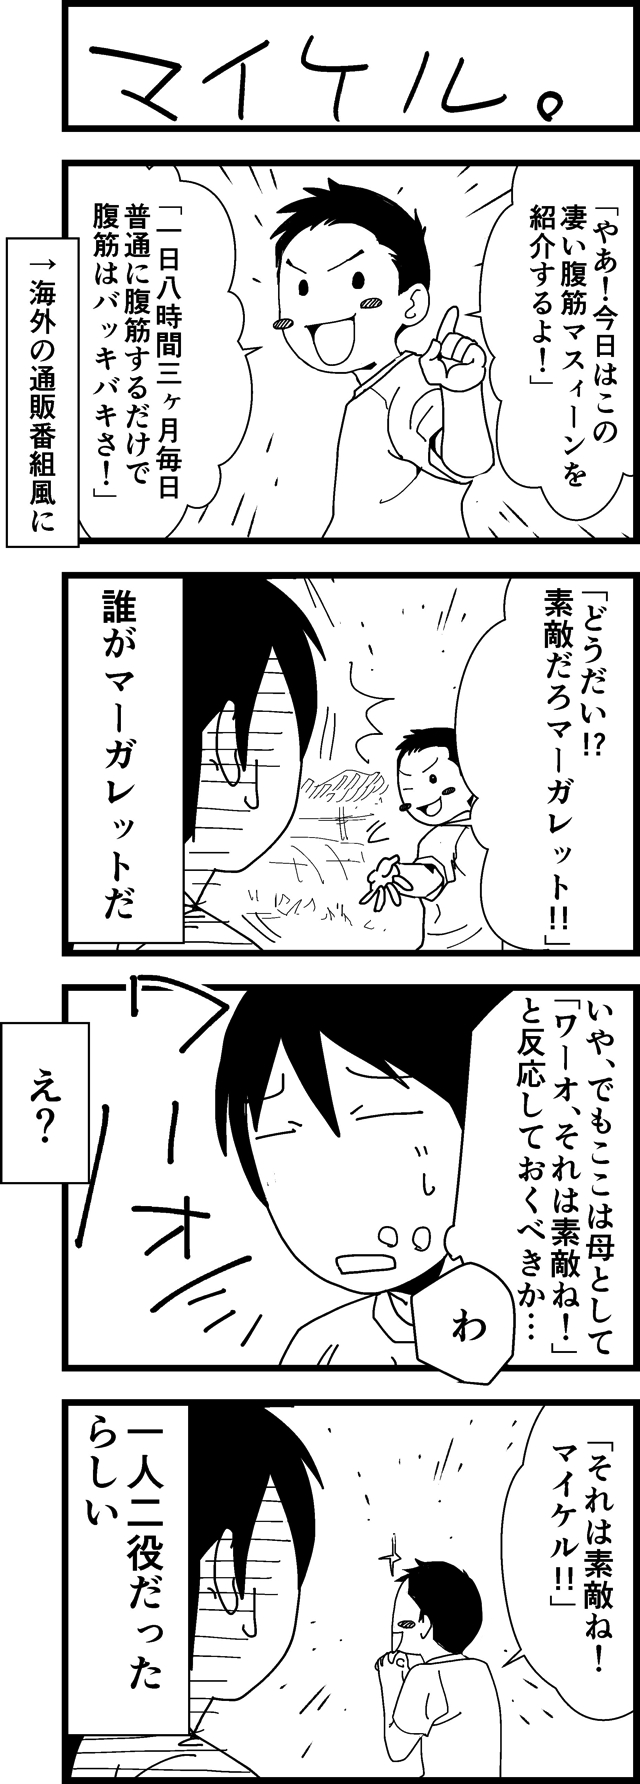 マイケル。
「やあ！今日はこの
凄い腹筋マスィーンを
紹介するよ！」
「一日八時間三ヶ月毎日
普通に腹筋するだけで
腹筋はバッキバキさ！」
→海外の通販番組風に
「どうだい!?
素敵だろマーガレット!!」
誰がマーガレットだ
いや、でもここは母として
「ワーオ、それは素敵ね！」
と反応しておくべきか…
わ
ワーオ
え？
「それは素敵ね！
マイケル!!」
一人二役だった
らしい